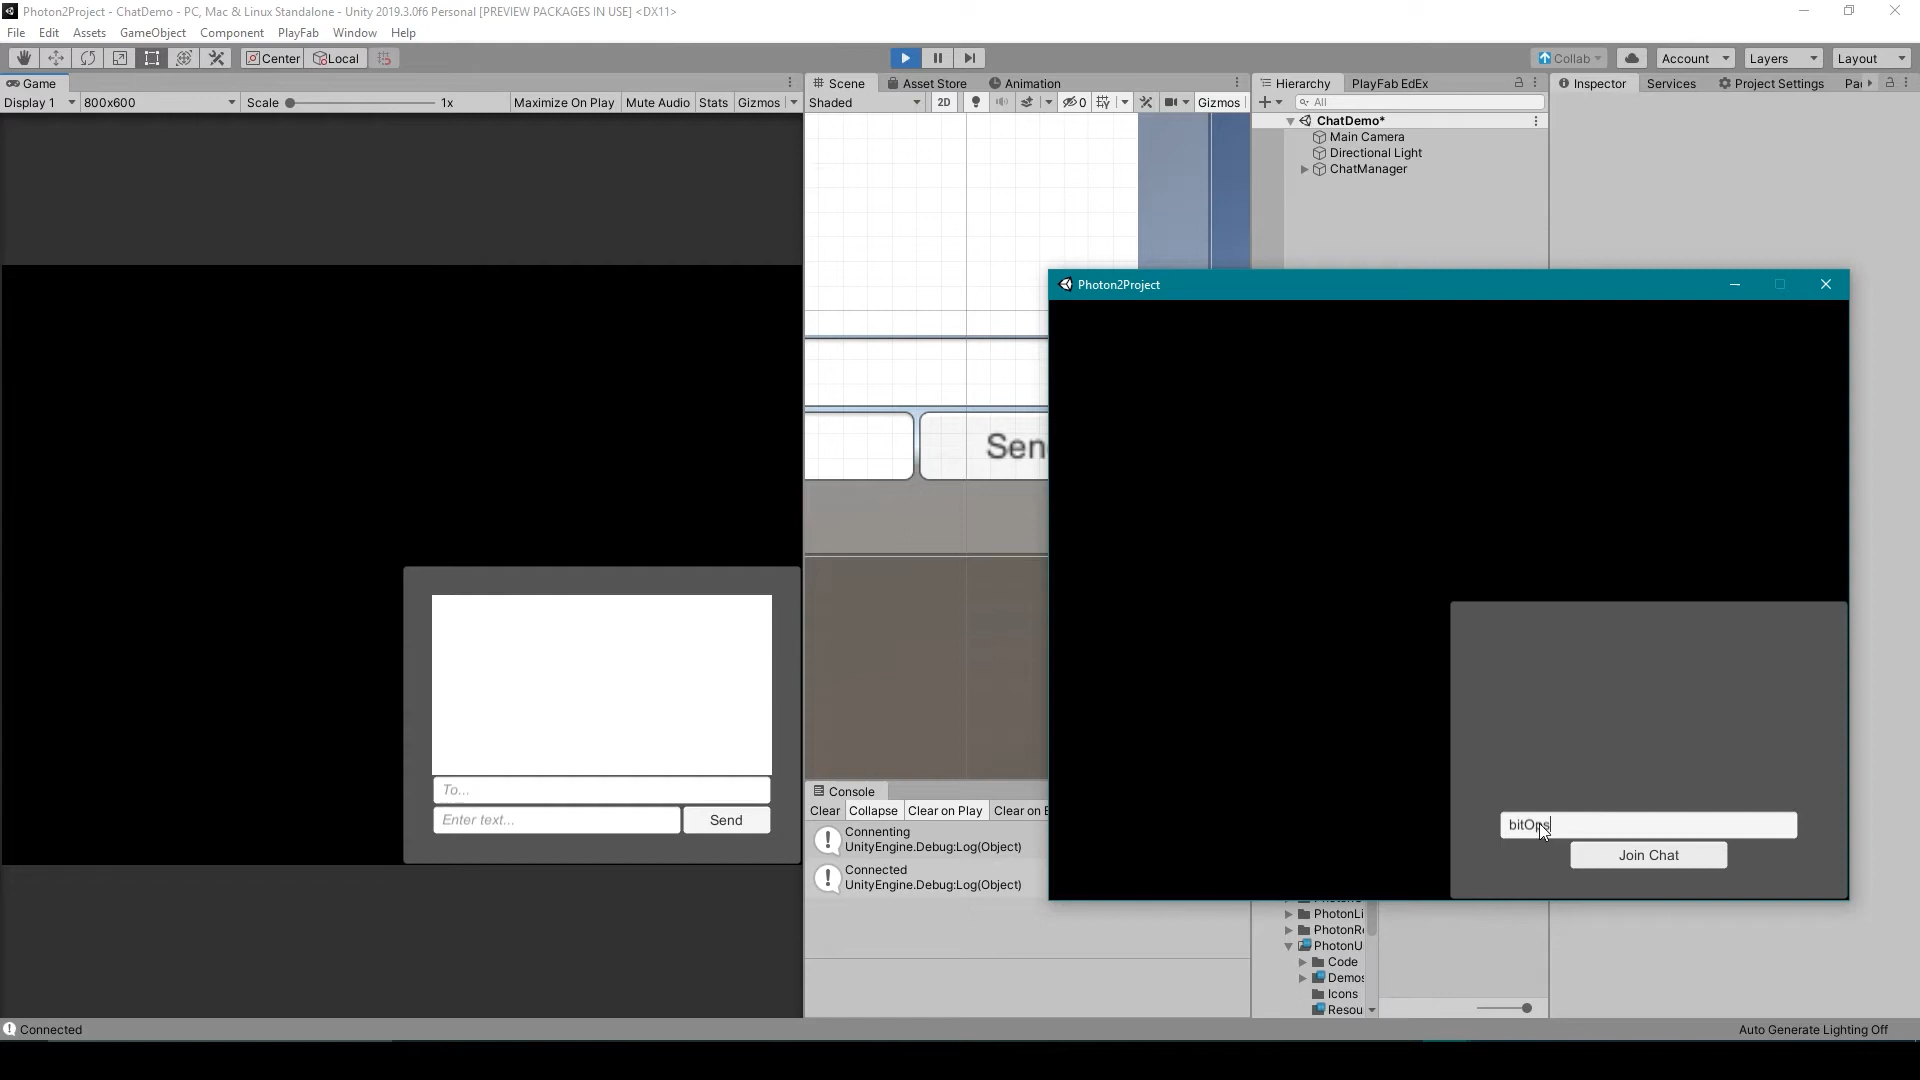 Photon2Project - ChatDemo - PC, Mac & Linux Standalone - Unity 2019.3.0f6 Personal [PREVIEW PACKAGES IN USE] <DX11>
File Edit Assets GameObject Component PlayFab Window Help
Center Local Collab Account Layers Layout
Game Scene Asset Store Animation Hierarchy PlayFab EdEx Inspector Services Project Settings
Display 1 800x600 Scale 1x Maximize On Play Mute Audio Stats Gizmos Shaded 2D 0 Gizmos All
ChatDemo*
Main Camera
Directional Light
ChatManager
Photon2Project
Sen
To...
Enter text...
Send
bitOps
Join Chat
Console
Clear Collapse Clear on Play Clear on
Connenting
UnityEngine.Debug:Log(Object)
Connected
UnityEngine.Debug:Log(Object)
PhotonLi
PhotonR
PhotonU
Code
Demos
Icons
Resou
Connected
Auto Generate Lighting Off